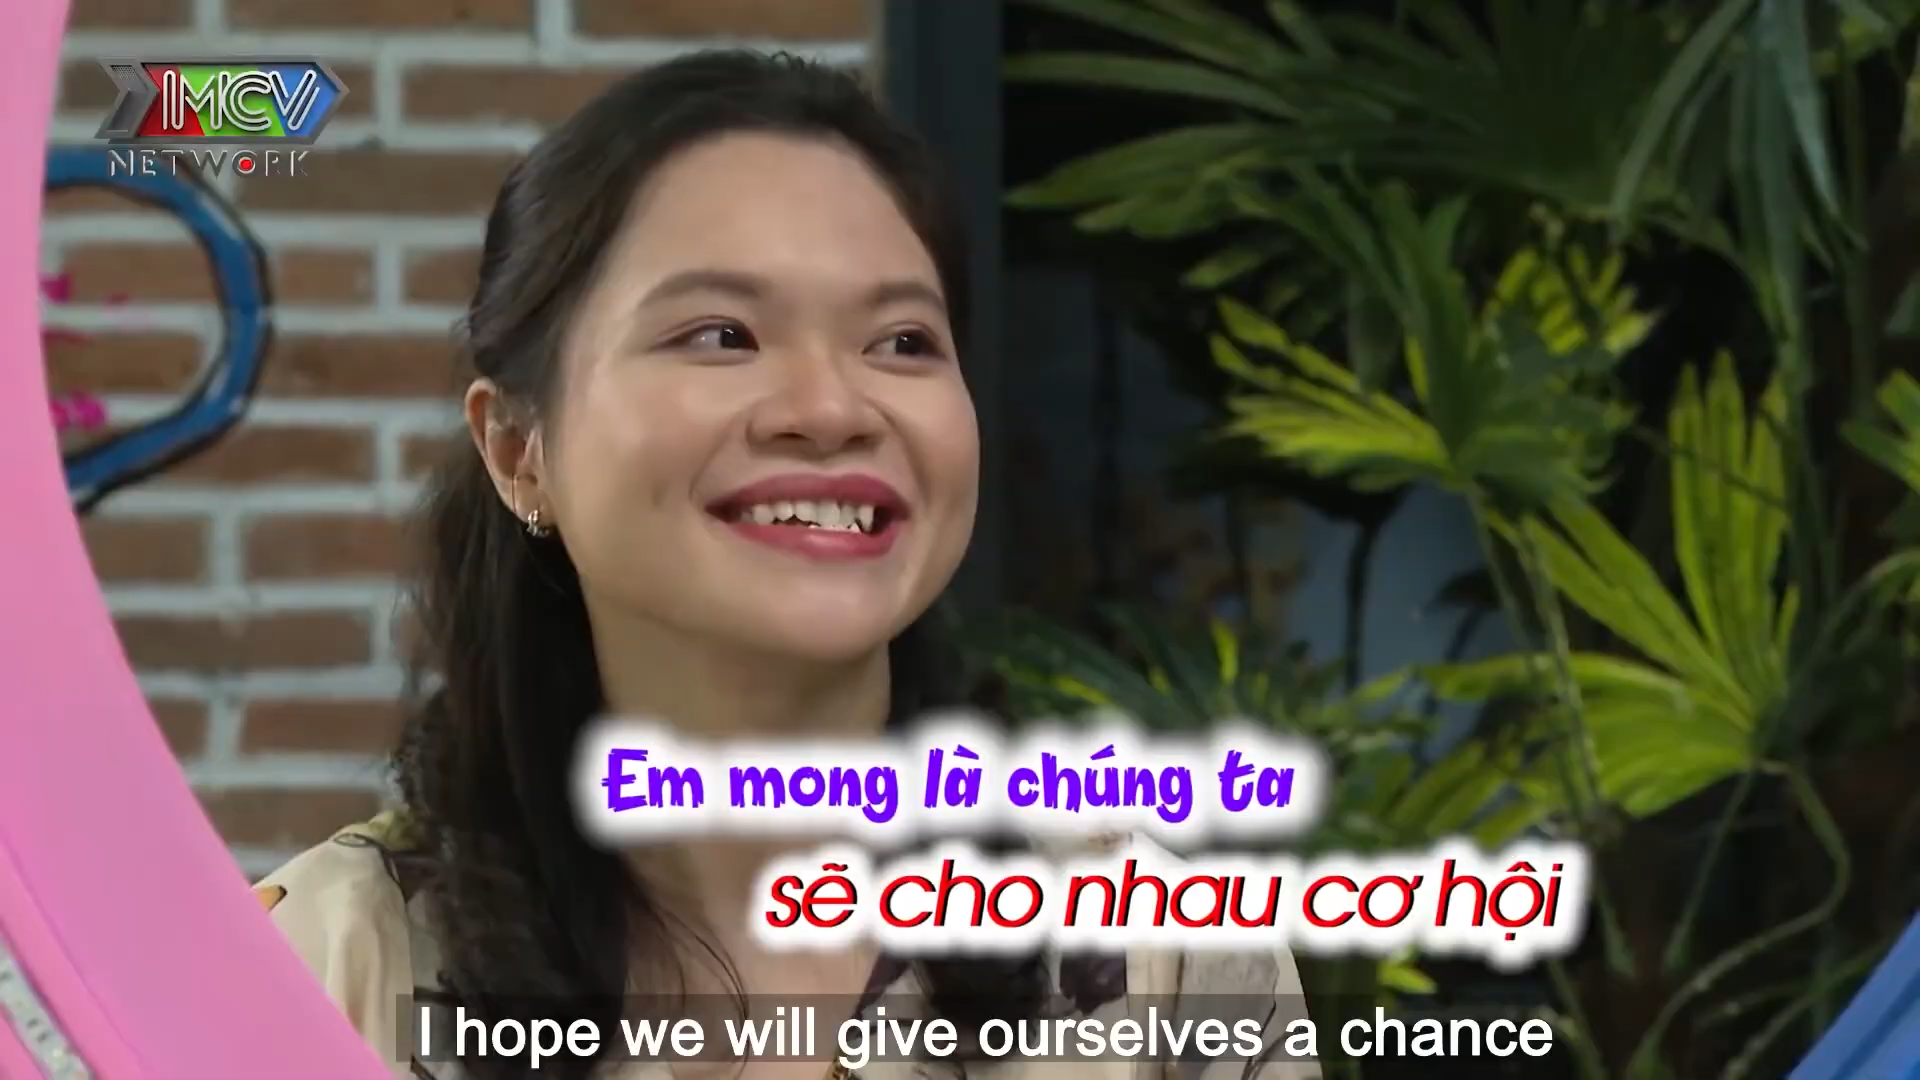 MCV
NETWORK
Em mong là chúng ta
sẽ cho nhau cơ hội
I hope we will give ourselves a chance